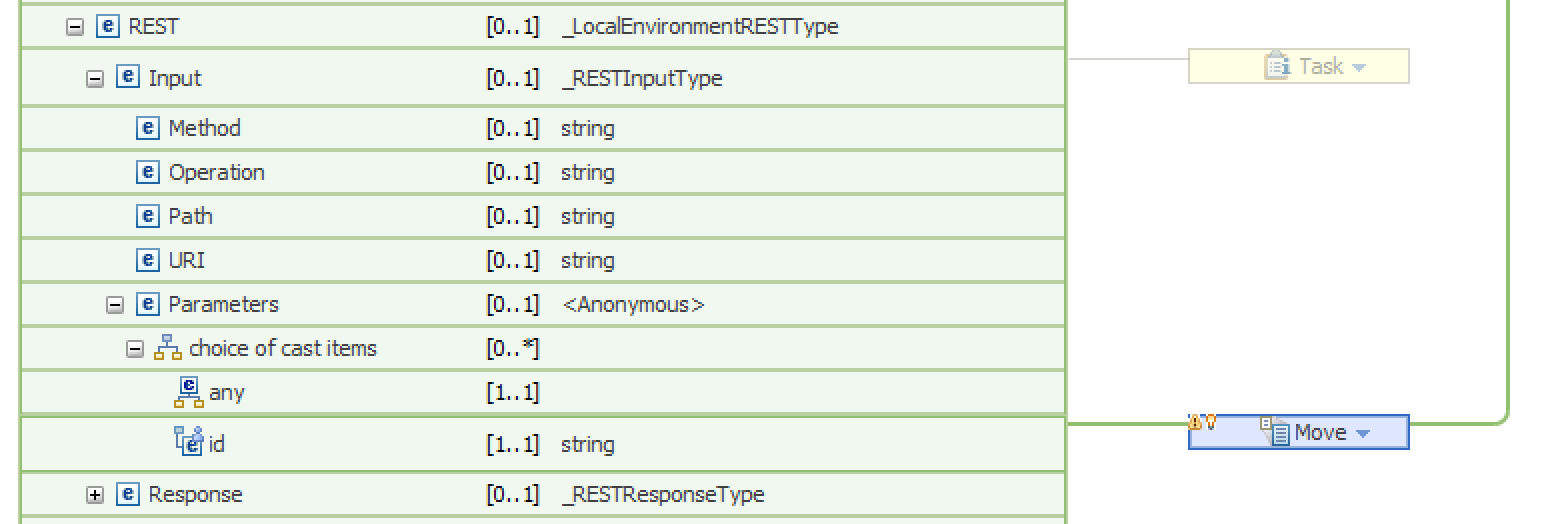 REST [0..1] _LocalEnvironmentRESTType
Task
Input [0..1] _RESTInputType
Method [0..1] string
Operation [0..1] string
Path [0..1] string
URI [0..1] string
Parameters [0..1] <Anonymous>
choice of cast items [0..*]
any [1..1]
Move
id [1..1] string
Response [0..1] _RESTResponseType